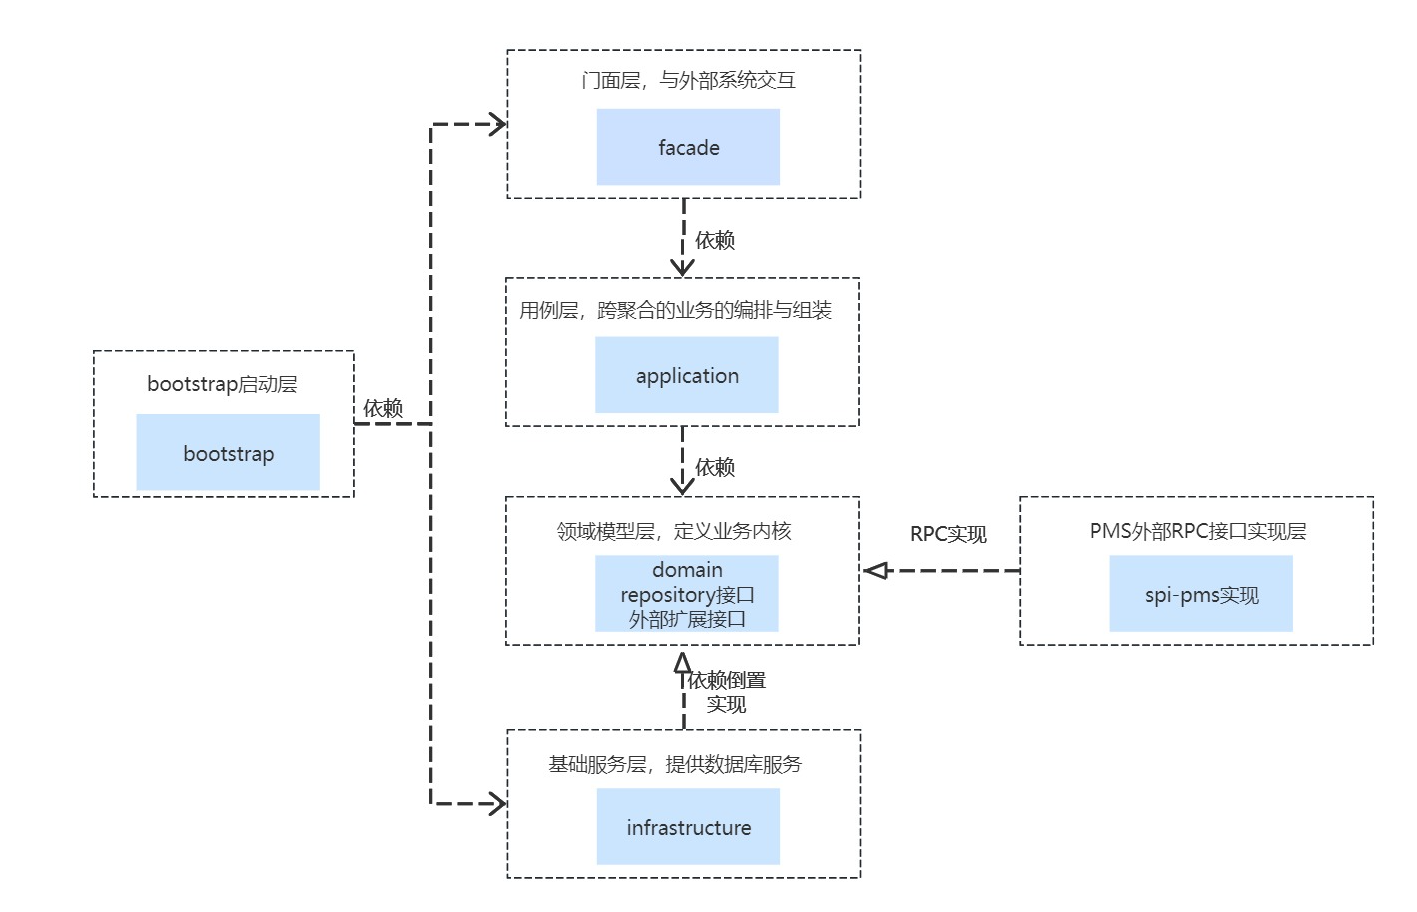 门面层，与外部系统交互
facade
依赖
用例层，跨聚合的业务的编排与组装
application
bootstrap启动层
bootstrap
依赖
依赖
领域模型层，定义业务内核
domain
repository接口
外部扩展接口
RPC实现
PMS外部RPC接口实现层
spi-pms实现
依赖倒置
实现
基础服务层，提供数据库服务
infrastructure